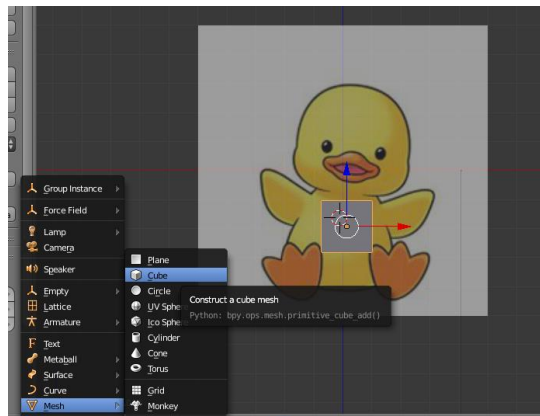 Group Instance
Force Field
Lamp
Camera
Speaker
Empty
Lattice
Armature
Text
Metaball
Surface
Curve
Mesh
Plane
Cube
Circle
UV Sphe
Ico Sphe
Cylinder
Cone
Torus
Grid
Monkey
Construct a cube mesh
Python: bpy.ops.mesh.primitive_cube_add()